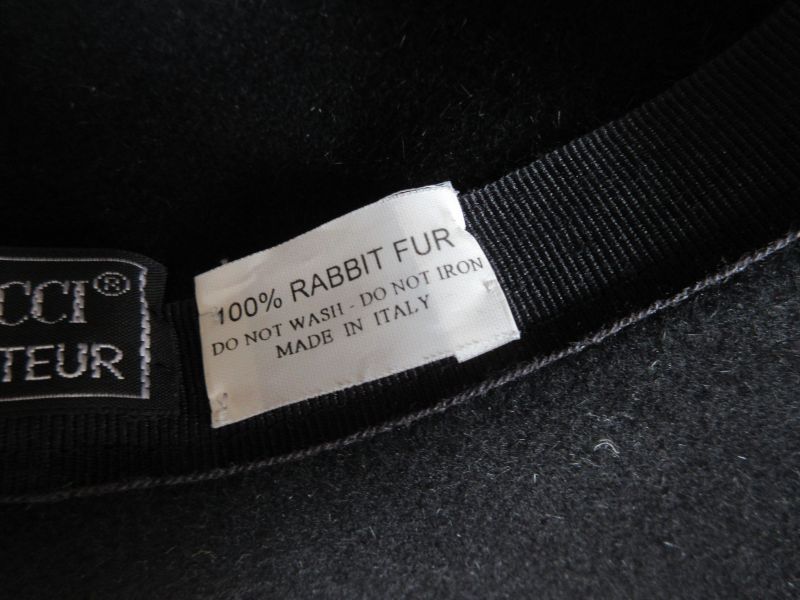 CCI®
TEUR
100% RABBIT FUR
DO NOT WASH - DO NOT IRON
MADE IN ITALY